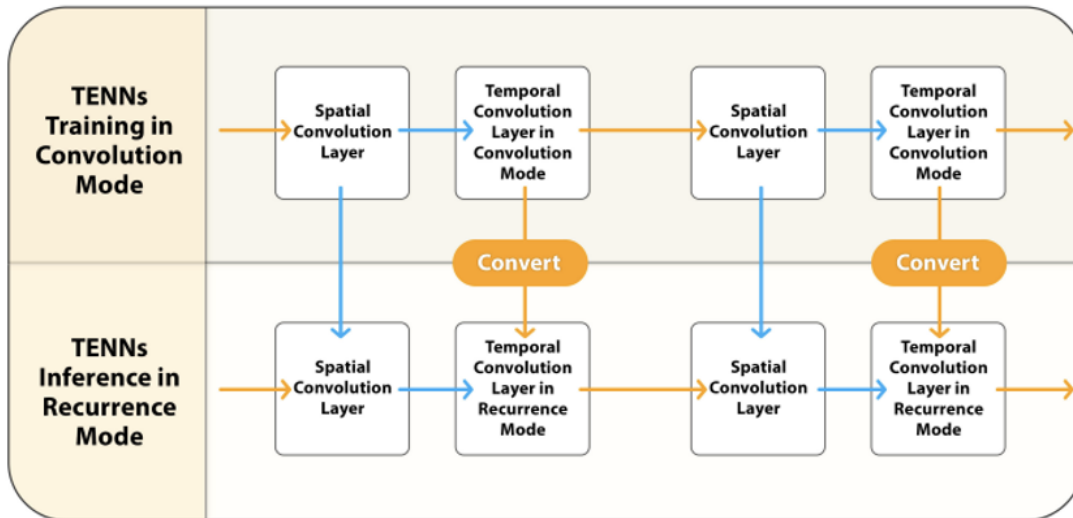 TENNs
Training in
Convolution
Mode
Spatial
Convolution
Layer
Temporal
Convolution
Layer in
Convolution
Mode
Spatial
Convolution
Layer
Temporal
Convolution
Layer in
Convolution
Mode
Convert
Convert
TENNs
Inference in
Recurrence
Mode
Spatial
Convolution
Layer
Temporal
Convolution
Layer in
Recurrence
Mode
Spatial
Convolution
Layer
Temporal
Convolution
Layer in
Recurrence
Mode